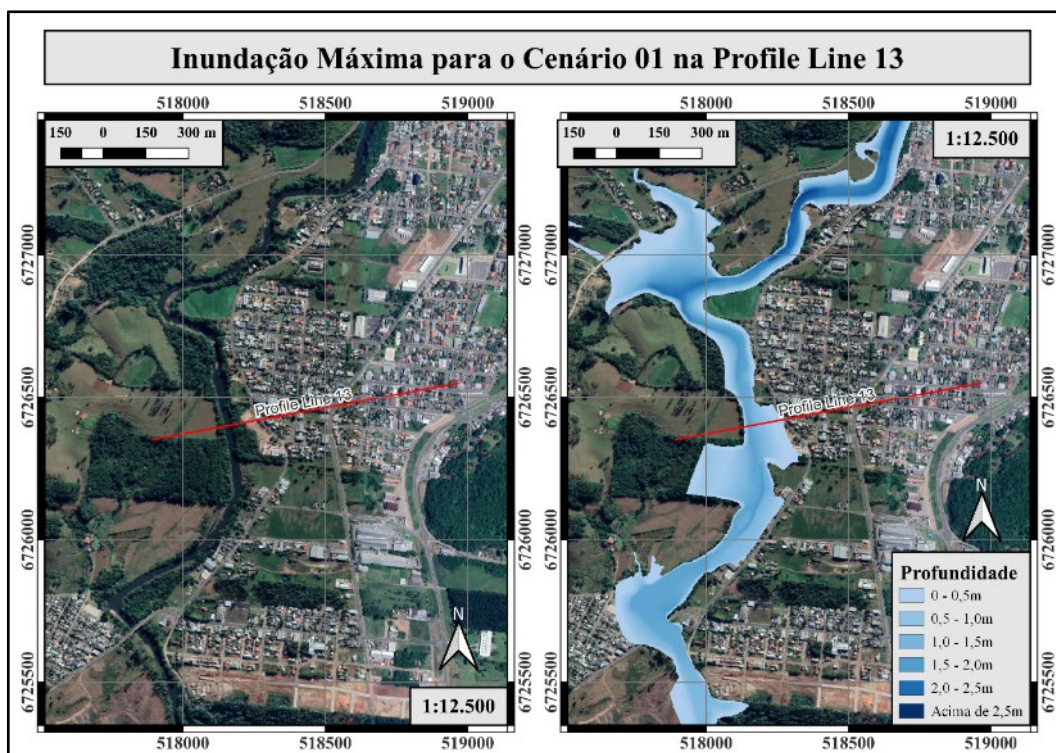 Inundação Máxima para o Cenário 01 na Profile Line 13
518000 518500 519000
150 0 150 300 m
6727000
6726500
6726000
6725500
Profile Line 13
N
1:12.500
6727000
6726500
6726000
6725500
518000 518500 519000
518000 518500 519000
150 0 150 300 m
1:12.500
6727000
6726500
6726000
6725500
Profile Line 13
N
Profundidade
0 - 0,5m
0,5 - 1,0m
1,0 - 1,5m
1,5 - 2,0m
2,0 - 2,5m
Acima de 2,5m
6727000
6726500
6726000
6725500
518000 518500 519000